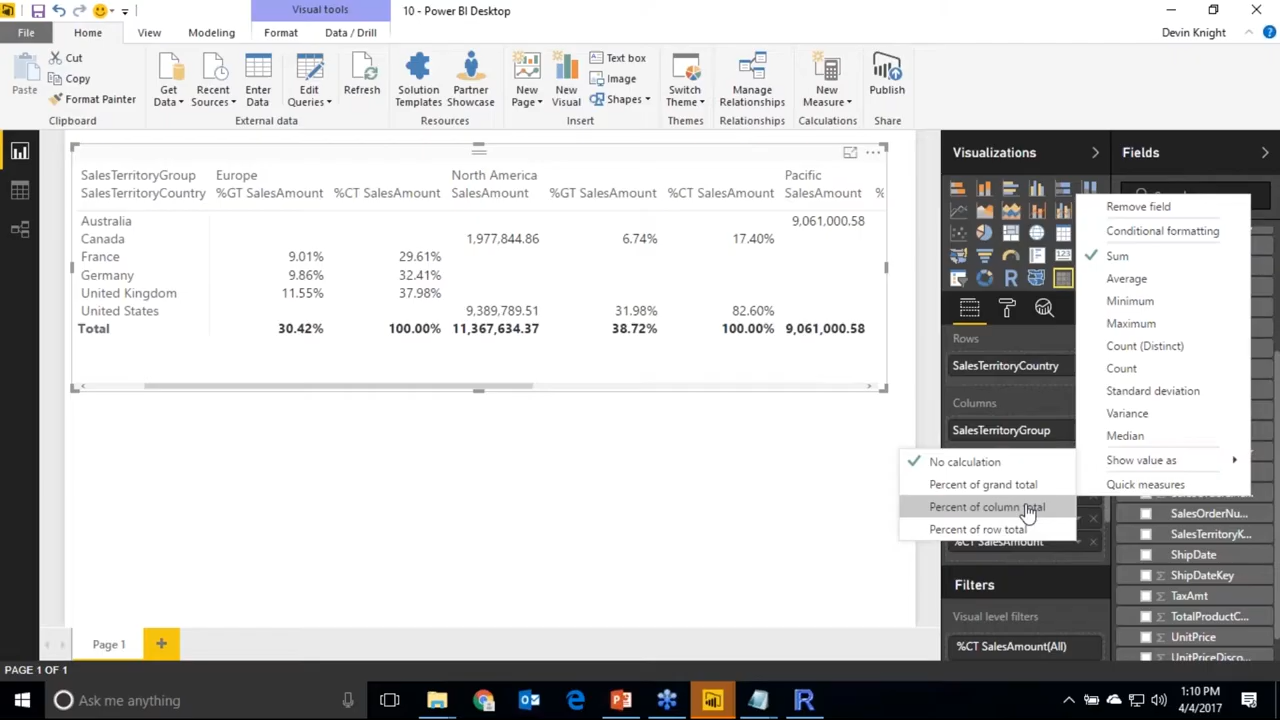 Visual tools
10 - Power BI Desktop
File
Home
View
Modeling
Format
Data / Drill
Devin Knight
Paste
Cut
Copy
Format Painter
Get Data
Recent Sources
Enter Data
Edit Queries
Refresh
Solution Templates
Partner Showcase
New Page
New Visual
Text box
Image
Shapes
Switch Theme
Manage Relationships
New Measure
Publish
Clipboard
External data
Resources
Insert
Themes
Relationships
Calculations
Share
SalesTerritoryGroup Europe North America Pacific
SalesTerritoryCountry %GT SalesAmount %CT SalesAmount SalesAmount %GT SalesAmount %CT SalesAmount SalesAmount %
Australia 9,061,000.58
Canada 1,977,844.86 6.74% 17.40%
France 9.01% 29.61%
Germany 9.86% 32.41%
United Kingdom 11.55% 37.98%
United States 9,389,789.51 31.98% 82.60%
Total 30.42% 100.00% 11,367,634.37 38.72% 100.00% 9,061,000.58
Visualizations
Fields
Rows
SalesTerritoryCountry
Columns
SalesTerritoryGroup
%CT SalesAmount
Filters
Visual level filters
%CT SalesAmount(All)
Remove field
Conditional formatting
Sum
Average
Minimum
Maximum
Count (Distinct)
Count
Standard deviation
Variance
Median
Show value as
Quick measures
No calculation
Percent of grand total
Percent of column total
Percent of row total
SalesOrderNu...
SalesTerritoryK...
ShipDate
ShipDateKey
TaxAmt
TotalProductC...
UnitPrice
UnitPriceDisco...
Page 1
PAGE 1 OF 1
Ask me anything
1:10 PM
4/4/2017